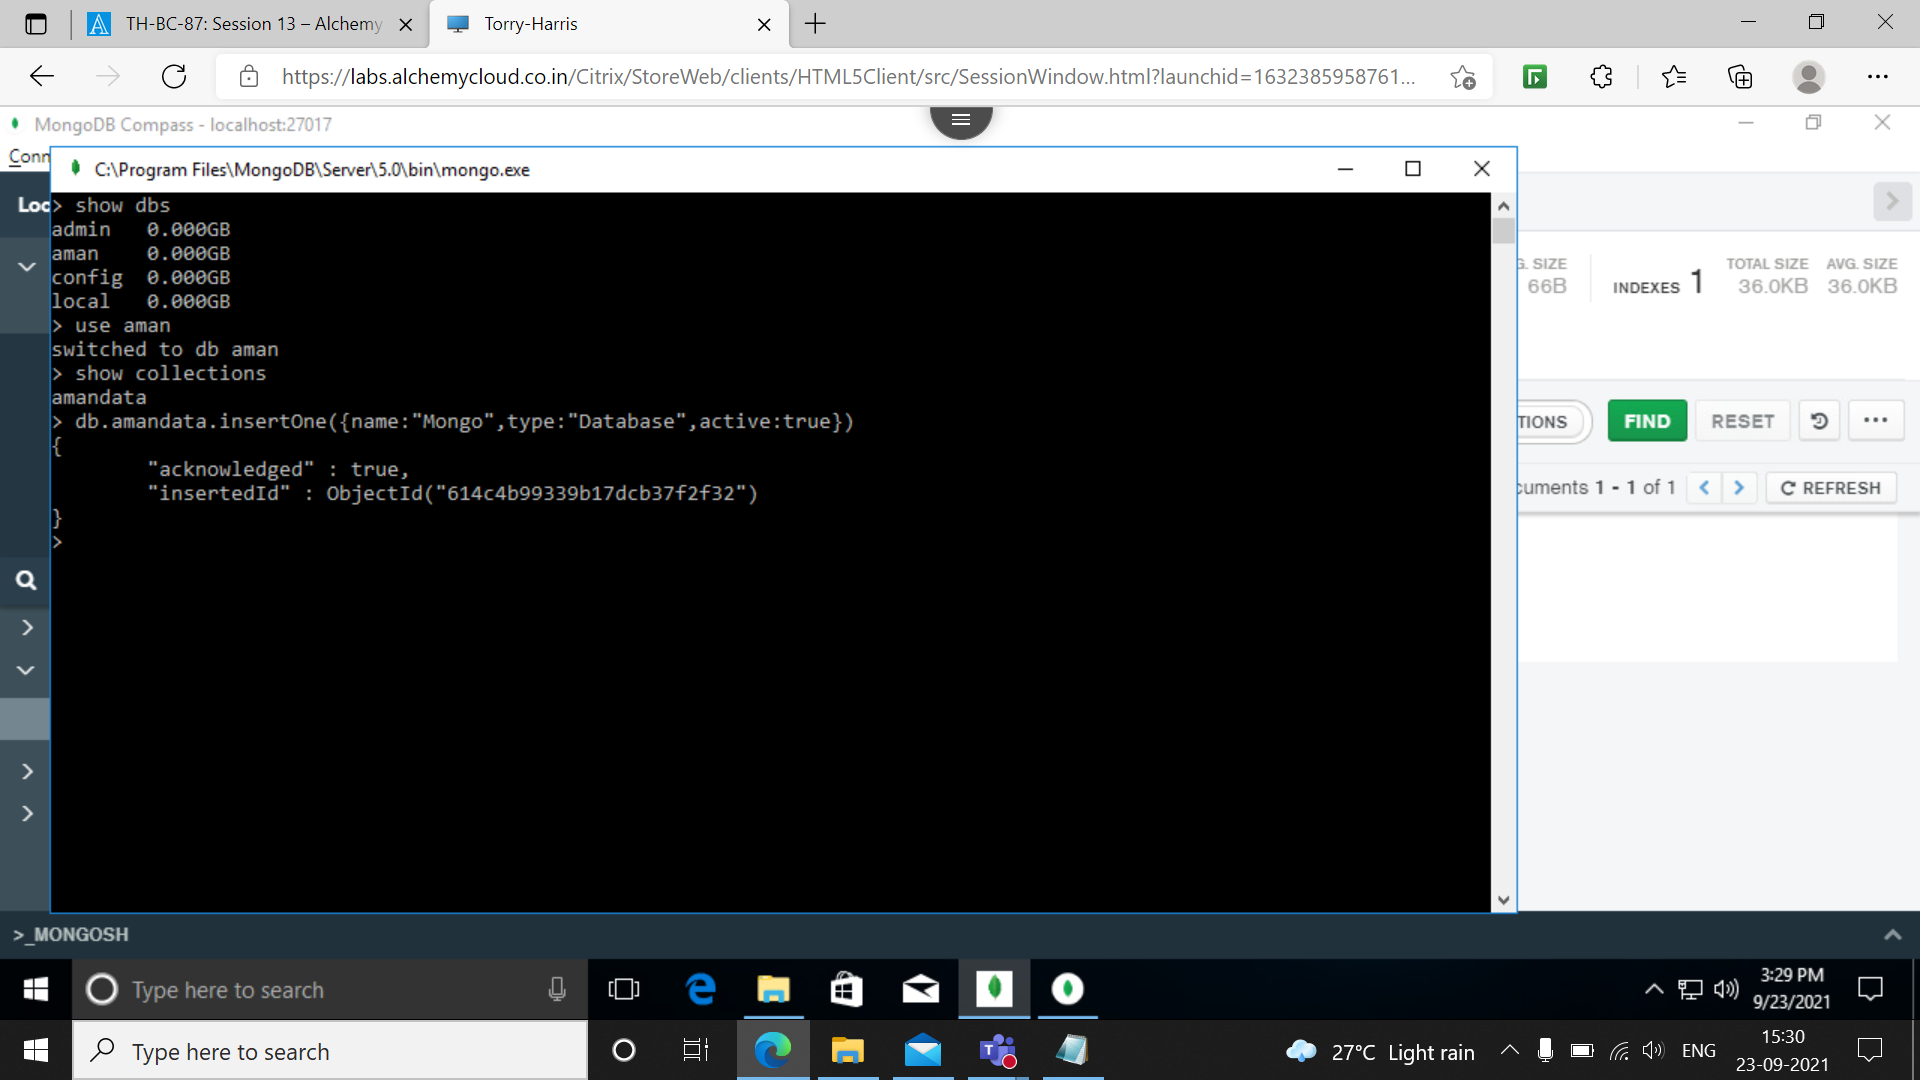 TH-BC-87: Session 13 – Alchemy
Torry-Harris
https://labs.alchemycloud.co.in/Citrix/StoreWeb/clients/HTML5Client/src/SessionWindow.html?launchid=1632385958761...
MongoDB Compass - localhost:27017
Conn
C:\Program Files\MongoDB\Server\5.0\bin\mongo.exe
Loc
> show dbs
admin   0.000GB
aman    0.000GB
config  0.000GB
local   0.000GB
> use aman
switched to db aman
> show collections
amandata
> db.amandata.insertOne({name:"Mongo",type:"Database",active:true})
{
        "acknowledged" : true,
        "insertedId" : ObjectId("614c4b99339b17dcb37f2f32")
}
>
G. SIZE
66B
INDEXES 1
TOTAL SIZE
36.0KB
AVG. SIZE
36.0KB
TIONS
FIND
RESET
cuments 1 - 1 of 1
REFRESH
>_MONGOSH
Type here to search
3:29 PM
9/23/2021
Type here to search
27°C Light rain
ENG
15:30
23-09-2021